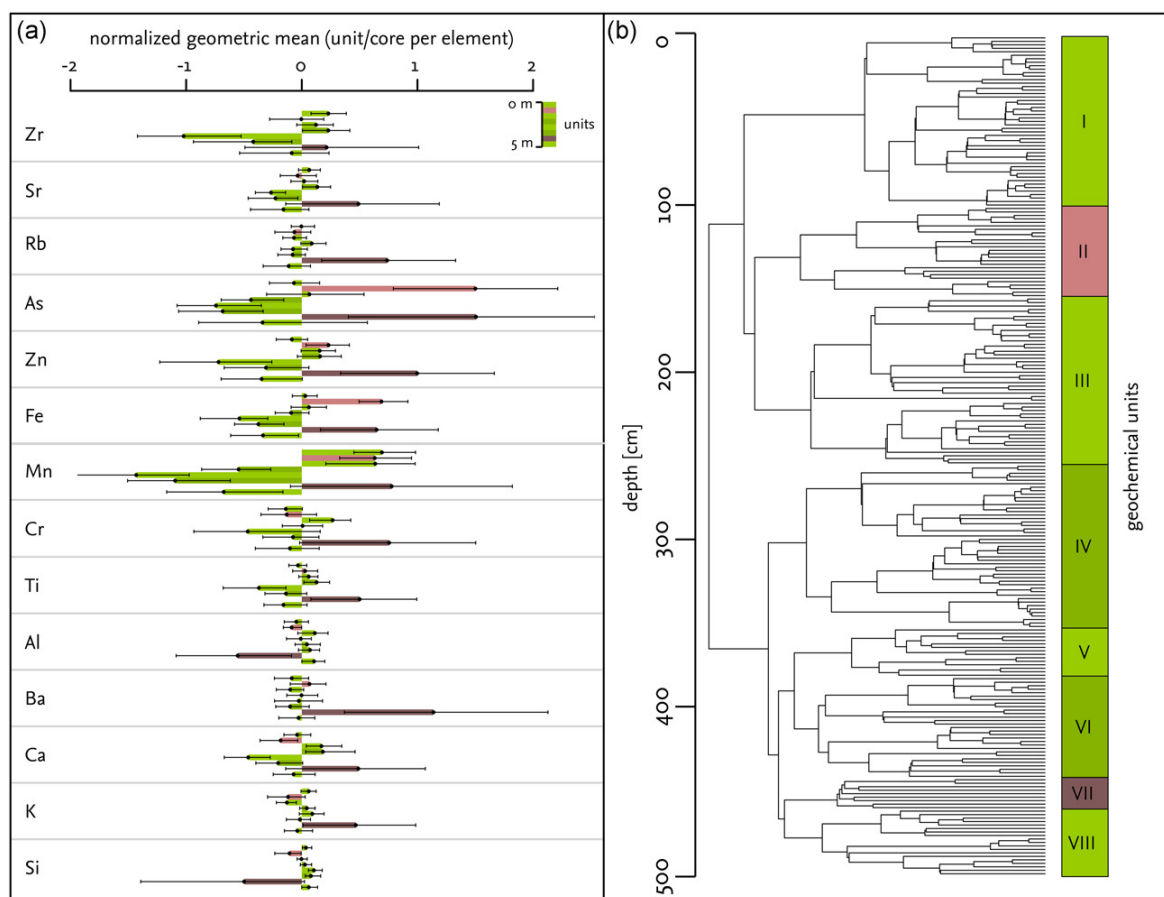 (a)
normalized geometric mean (unit/core per element)
-2 -1 0 1 2
0 m
units
5 m
Zr
Sr
Rb
As
Zn
Fe
Mn
Cr
Ti
Al
Ba
Ca
K
Si
(b)
0
100
200
300
400
500
depth [cm]
I
II
III
IV
V
VI
VII
VIII
geochemical units